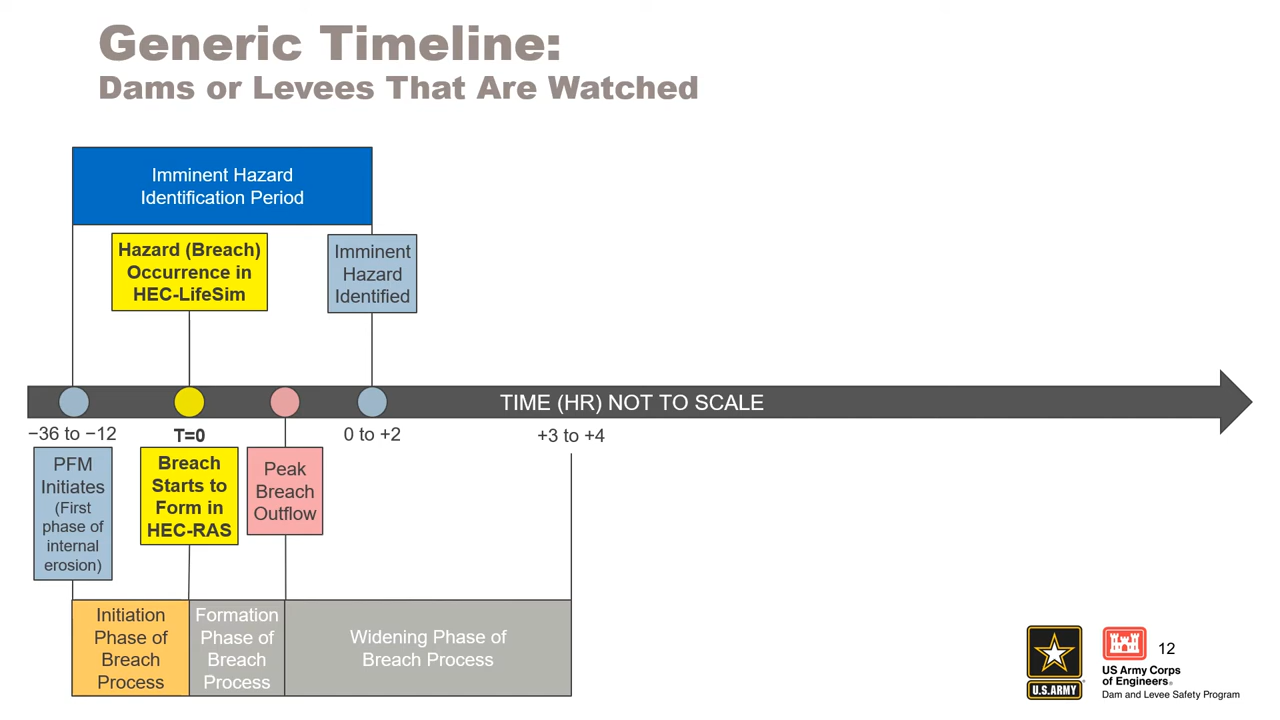 Generic Timeline:
Dams or Levees That Are Watched
Imminent Hazard
Identification Period
Hazard (Breach)
Occurrence in
HEC-LifeSim
Imminent
Hazard
Identified
TIME (HR) NOT TO SCALE
−36 to −12
T=0
0 to +2
+3 to +4
PFM
Initiates
(First
phase of
internal
erosion)
Breach
Starts to
Form in
HEC-RAS
Peak
Breach
Outflow
Initiation
Phase of
Breach
Process
Formation
Phase of
Breach
Process
Widening Phase of
Breach Process
U.S.ARMY
US Army Corps
of Engeneers®
Dam and Levee Safety Program
12